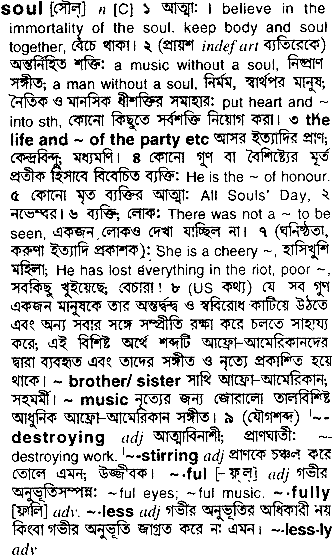 soul [সৌল্] n [C] ১ আত্মা: I believe in the
immortality of the soul. keep body and soul
together, বেঁচে থাকা। ২ (প্রায়শ indef art ব্যতিরেকে)
অন্তর্নিহিত শক্তি: a music without a soul, নিষ্প্রাণ
সঙ্গীত; a man without a soul, নির্মম, স্বার্থপর মানুষ;
নৈতিক ও মানসিক ধীশক্তির সমাহার: put heart and ~
into sth, কোনো কিছুতে সর্বশক্তি নিয়োগ করা। ৩ the
life and ~ of the party etc আসর ইত্যাদির প্রাণ;
কেন্দ্রবিন্দু; মধ্যমণি। ৪ কোনো গুণ বা বৈশিষ্ট্যের মূর্ত
প্রতীক হিসাবে বিবেচিত ব্যক্তি: He is the ~ of honour.
৫ কোনো মৃত ব্যক্তির আত্মা: All Souls' Day, ২
নভেম্বর। ৬ ব্যক্তি; লোক: There was not a ~ to be
seen, একজন লোকও দেখা যাচ্ছিল না। ৭ (ঘনিষ্ঠতা,
করুণা ইত্যাদি প্রকাশক): She is a cheery ~, হাসিখুশি
মহিলা; He has lost everything in the riot, poor ~,
সবকিছু খুইয়েছে; বেচারা! ৮ (US কথ্য) যে সব গুণ
একজন মানুষকে তার অন্তর্দ্বন্দ্ব ও স্ববিরোধ কাটিয়ে উঠতে
এবং অন্য সবার সঙ্গে সম্প্রীতি রক্ষা করে চলতে সাহায্য
করে; এই বিশিষ্ট অর্থে শব্দটি আফ্রো-আমেরিকানদের
দ্বারা ব্যবহৃত এবং তাদের সঙ্গীত ও নৃত্যে প্রকাশিত হয়ে
থাকে। ~ brother/ sister সাথি আফ্রো-আমেরিকান;
সহমর্মী। ~ music নৃত্যের জন্য জোরালো তালবিশিষ্ট
আধুনিক আফ্রো-আমেরিকান সঙ্গীত। ৯ (যৌগশব্দ) '~-
destroying adj আত্মাবিনাশী; প্রাণঘাতী: ~-
destroying work. '~-stirring adj প্রাণকে চঞ্চল করে
তোলে এমন; উজ্জীবক। ~·ful [-ফ্‌ল্] adj গভীর
অনুভূতিসম্পন্ন: ~ful eyes; ~ful music. ~·fully
[ফালি] adv. ~·less adj গভীর অনুভূতির অধিকারী নয়
কিংবা গভীর অনুভূতি জাগ্রত করে না এমন। ~·less·ly
adv